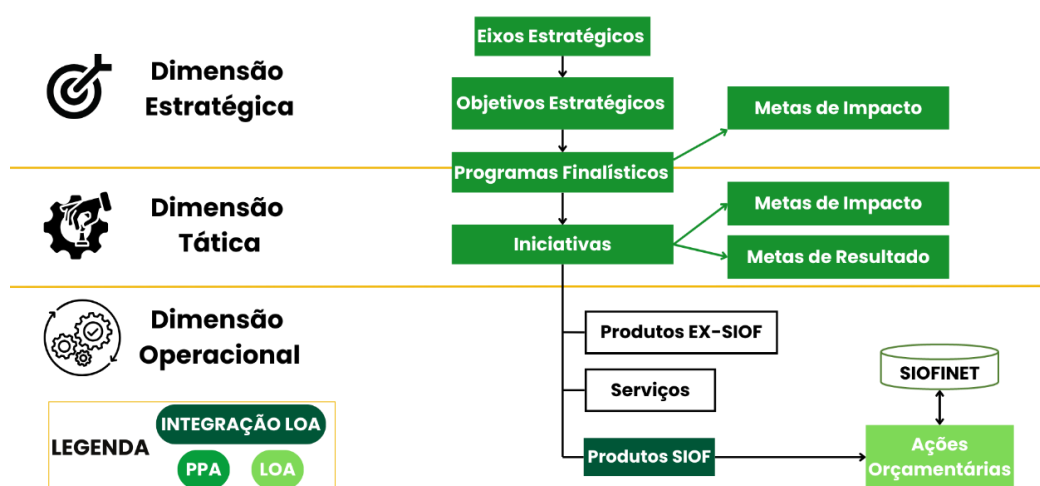 Dimensão
Estratégica
Eixos Estratégicos
Objetivos Estratégicos
Metas de Impacto
Programas Finalísticos
Dimensão
Tática
Metas de Impacto
Iniciativas
Metas de Resultado
Dimensão
Operacional
Produtos EX-SIOF
Serviços
SIOFINET
Produtos SIOF
Ações
Orçamentárias
LEGENDA
INTEGRAÇÃO LOA
PPA
LOA